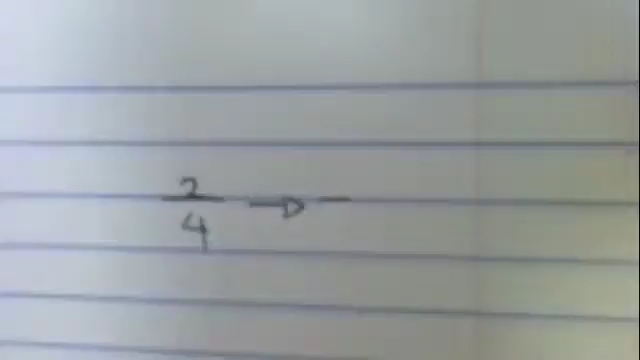 2/4 → —